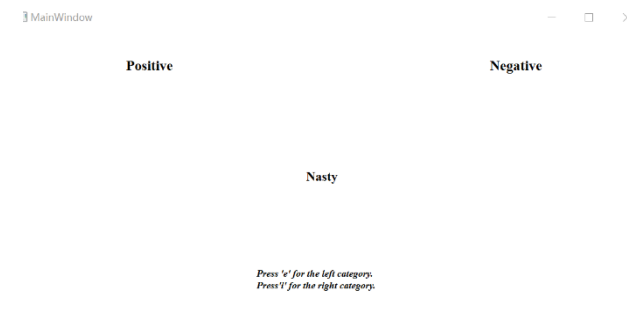 MainWindow
Positive
Negative
Nasty
Press 'e' for the left category.
Press'i' for the right category.